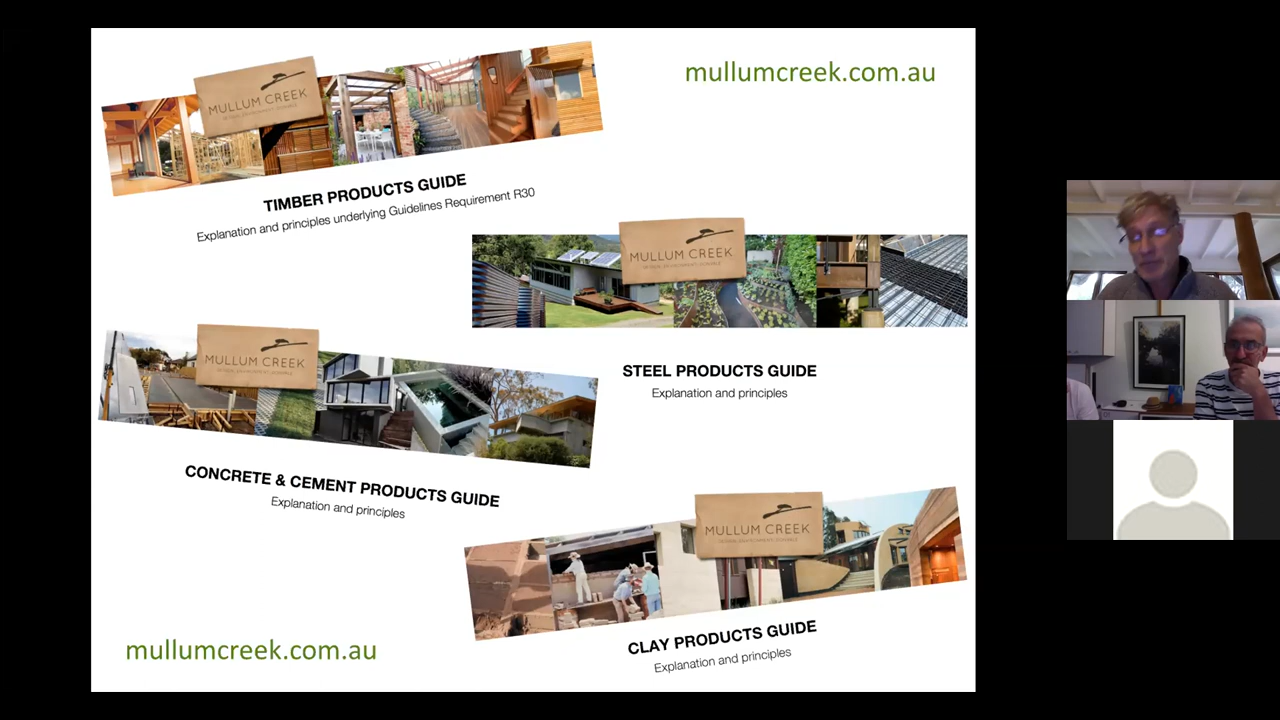 mullumcreek.com.au
MULLUM CREEK
TIMBER PRODUCTS GUIDE
Explanation and principles underlying Guidelines Requirement R30
MULLUM CREEK
STEEL PRODUCTS GUIDE
Explanation and principles
MULLUM CREEK
CONCRETE & CEMENT PRODUCTS GUIDE
Explanation and principles
MULLUM CREEK
CLAY PRODUCTS GUIDE
Explanation and principles
mullumcreek.com.au